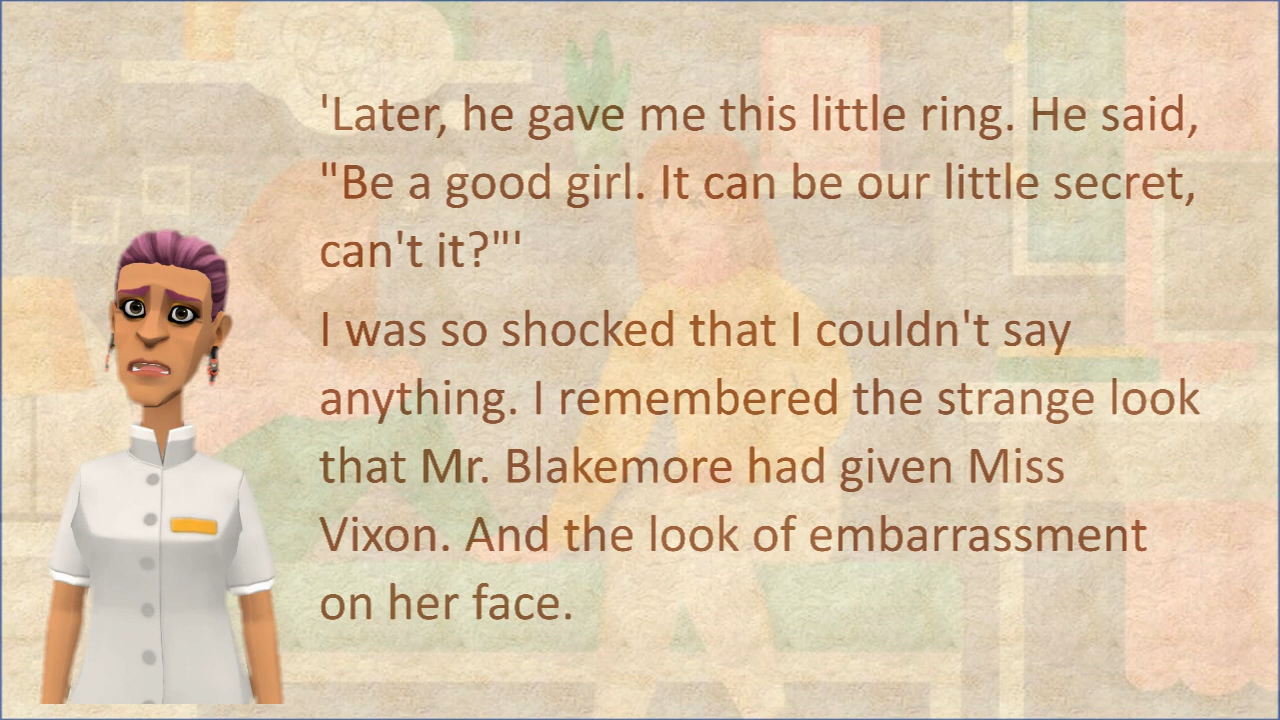 'Later, he gave me this little ring. He said,
"Be a good girl. It can be our little secret,
can't it?"'
I was so shocked that I couldn't say
anything. I remembered the strange look
that Mr. Blakemore had given Miss
Vixon. And the look of embarrassment
on her face.